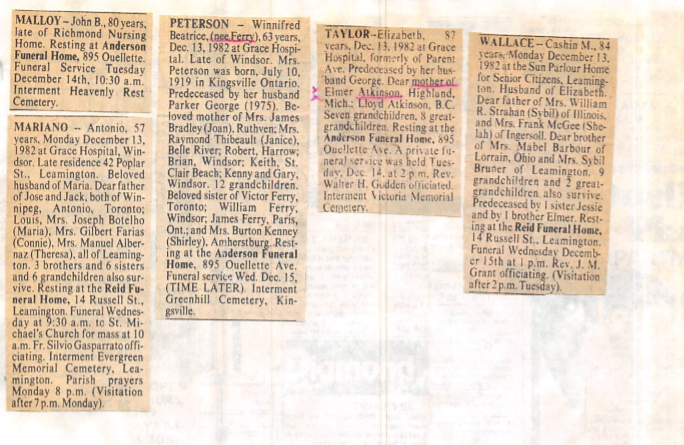 MALLOY – John B., 80 years,
late of Richmond Nursing
Home. Resting at Anderson
Funeral Home, 895 Ouellette.
Funeral Service Tuesday
December 14th, 10:30 a.m.
Interment Heavenly Rest
Cemetery.
MARIANO – Antonio, 57
years, Monday December 13,
1982 at Grace Hospital, Win-
dsor. Late residence 42 Poplar
St., Leamington. Beloved
husband of Maria. Dear father
of Jose and Jack, both of Win-
nipeg, Antonio, Toronto;
Louis, Mrs. Joseph Botelho
(Maria), Mrs. Gilbert Farias
(Connie), Mrs. Manuel Alber-
naz (Theresa), all of Leaming-
ton. 3 brothers and 6 sisters
and 6 grandchildren also sur-
vive. Resting at the Reid Fu-
neral Home, 14 Russell St.,
Leamington. Funeral Wednes-
day at 9:30 a.m. to St. Mi-
chael's Church for mass at 10
a.m. Fr. Silvio Gasparrato offi-
ciating. Interment Evergreen
Memorial Cemetery, Lea-
mington. Parish prayers
Monday 8 p.m. (Visitation
after 7 p.m. Monday).
PETERSON – Winnifred
Beatrice, (nee Ferry), 63 years,
Dec. 13, 1982 at Grace Hospi-
tal. Late of Windsor. Mrs.
Peterson was born, July 10,
1919 in Kingsville Ontario.
Predeceased by her husband
Parker George (1975). Be-
loved mother of Mrs. James
Bradley (Joan), Ruthven; Mrs.
Raymond Thibeault (Janice),
Belle River; Robert, Harrow;
Brian, Windsor; Keith, St.
Clair Beach; Kenny and Gary,
Windsor. 12 grandchildren.
Beloved sister of Victor Ferry,
Toronto; William Ferry,
Windsor; James Ferry, Paris,
Ont.; and Mrs. Burton Kenney
(Shirley), Amherstburg. Rest-
ing at the Anderson Funeral
Home, 895 Ouellette Ave.
Funeral service Wed. Dec. 15,
(TIME LATER). Interment
Greenhill Cemetery, Kin-
gsville.
TAYLOR–Elizabeth, 87
years, Dec. 13, 1982 at Grace
Hospital, formerly of Parent
Ave. Predeceased by her hus-
band George. Dear mother of
Elmer Atkinson, Highland,
Mich.; Lloyd Atkinson, B.C.
Seven grandchildren, 8 great-
grandchildren. Resting at the
Anderson Funeral Home, 895
Ouellette Ave. A private fu-
neral service was held Tues-
day, Dec. 14, at 2 p.m. Rev.
Walter H. Godden officiated.
Interment Victoria Memorial
Cemetery.
WALLACE – Cashin M., 84
years, Monday December 13,
1982 at the Sun Parlour Home
for Senior Citizens, Leaming-
ton. Husband of Elizabeth.
Dear father of Mrs. William
R. Strahan (Sybil) of Illinois,
and Mrs. Frank McGee (She-
lah) of Ingersoll. Dear brother
of Mrs. Mabel Barbour of
Lorrain, Ohio and Mrs. Sybil
Bruner of Leamington. 9
grandchildren and 2 great-
grandchildren also survive.
Predeceased by 1 sister Jessie
and by 1 brother Elmer. Rest-
ing at the Reid Funeral Home,
14 Russell St., Leamington.
Funeral Wednesday Decemb-
er 15th at 1 p.m. Rev. J. M.
Grant officiating. (Visitation
after 2 p.m. Tuesday).